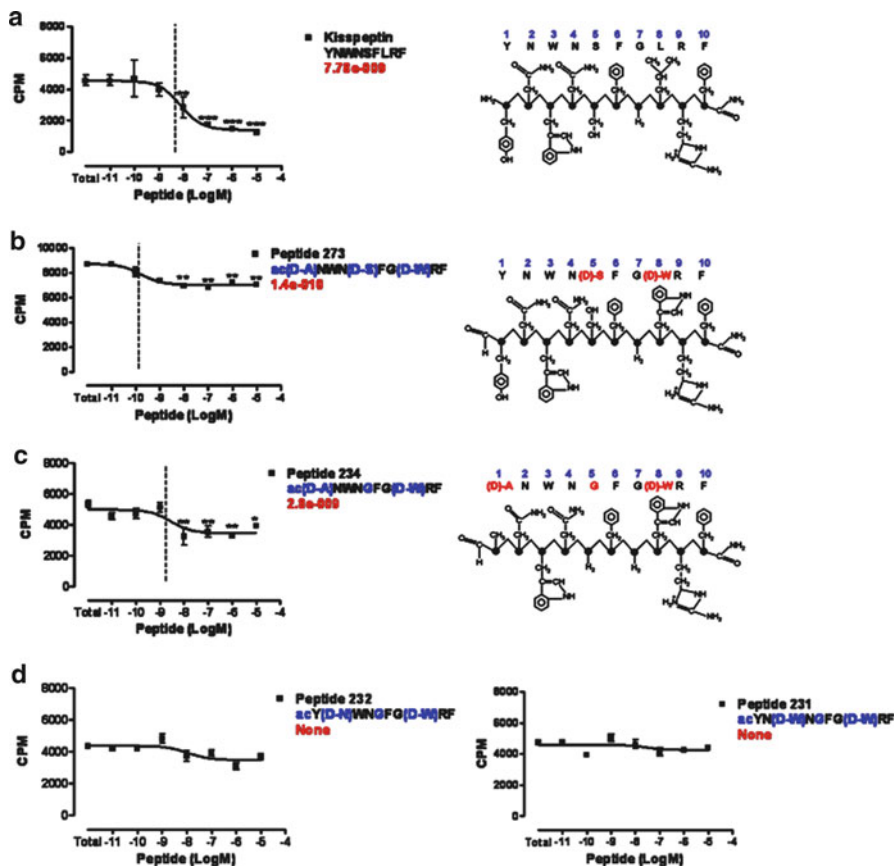 a
8000
6000
4000
2000
0
CPM
Total -11 -10 -9 -8 -7 -6 -5 -4
Peptide (LogM)
Kisspeptin
YNWNSFLRF
7.78e-009
** *** *** ***
1 2 3 4 5 6 7 8 9 10
Y N W N S F G L R F
b
10000
8000
6000
4000
2000
0
CPM
Total -11 -10 -9 -8 -7 -6 -5 -4
Peptide (LogM)
Peptide 273
ac(D-A)NWN(D-S)FG(D-W)RF
1.4e-010
** ** ** **
1 2 3 4 5 6 7 8 9 10
Y N W N (D)-S F G (D)-W R F
c
8000
6000
4000
2000
0
CPM
Total -11 -10 -9 -8 -7 -6 -5 -4
Peptide (LogM)
Peptide 234
ac(D-A)NWNGFG(D-W)RF
2.8e-009
** ** ** *
1 2 3 4 5 6 7 8 9 10
(D)-A N W N G F G (D)-W R F
d
8000
6000
4000
2000
0
CPM
Total -11 -10 -9 -8 -7 -6 -5 -4
Peptide (LogM)
Peptide 232
acY(D-N)WNGFG(D-W)RF
None
8000
6000
4000
2000
0
CPM
Total -11 -10 -9 -8 -7 -6 -5 -4
Peptide (LogM)
Peptide 231
acYN(D-W)NGFG(D-W)RF
None